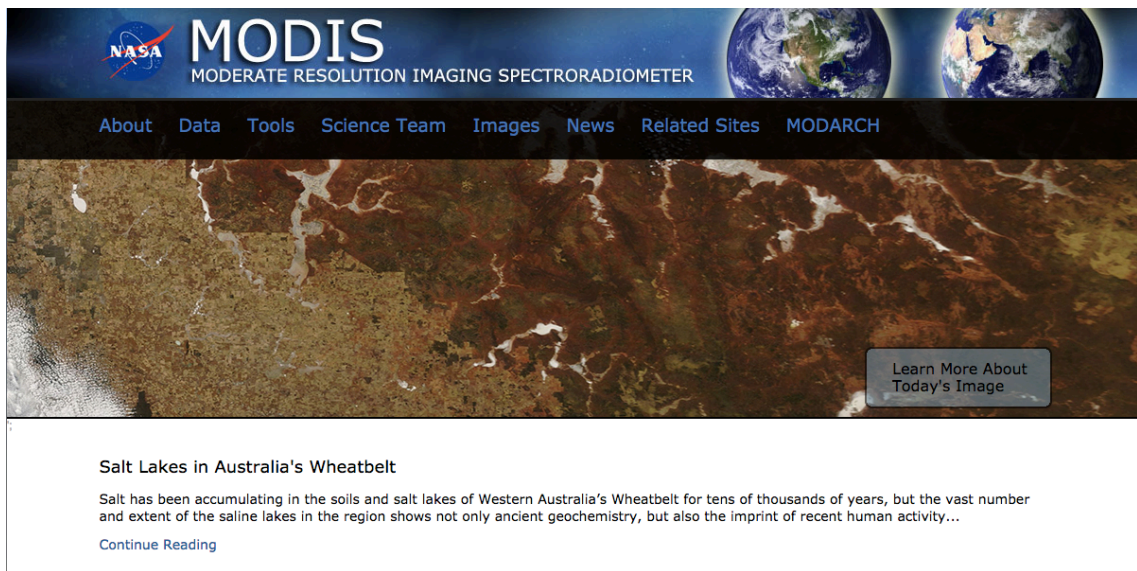 NASA
MODIS
MODERATE RESOLUTION IMAGING SPECTRORADIOMETER
About Data Tools Science Team Images News Related Sites MODARCH
Learn More About
Today's Image
Salt Lakes in Australia's Wheatbelt
Salt has been accumulating in the soils and salt lakes of Western Australia’s Wheatbelt for tens of thousands of years, but the vast number
and extent of the saline lakes in the region shows not only ancient geochemistry, but also the imprint of recent human activity...
Continue Reading